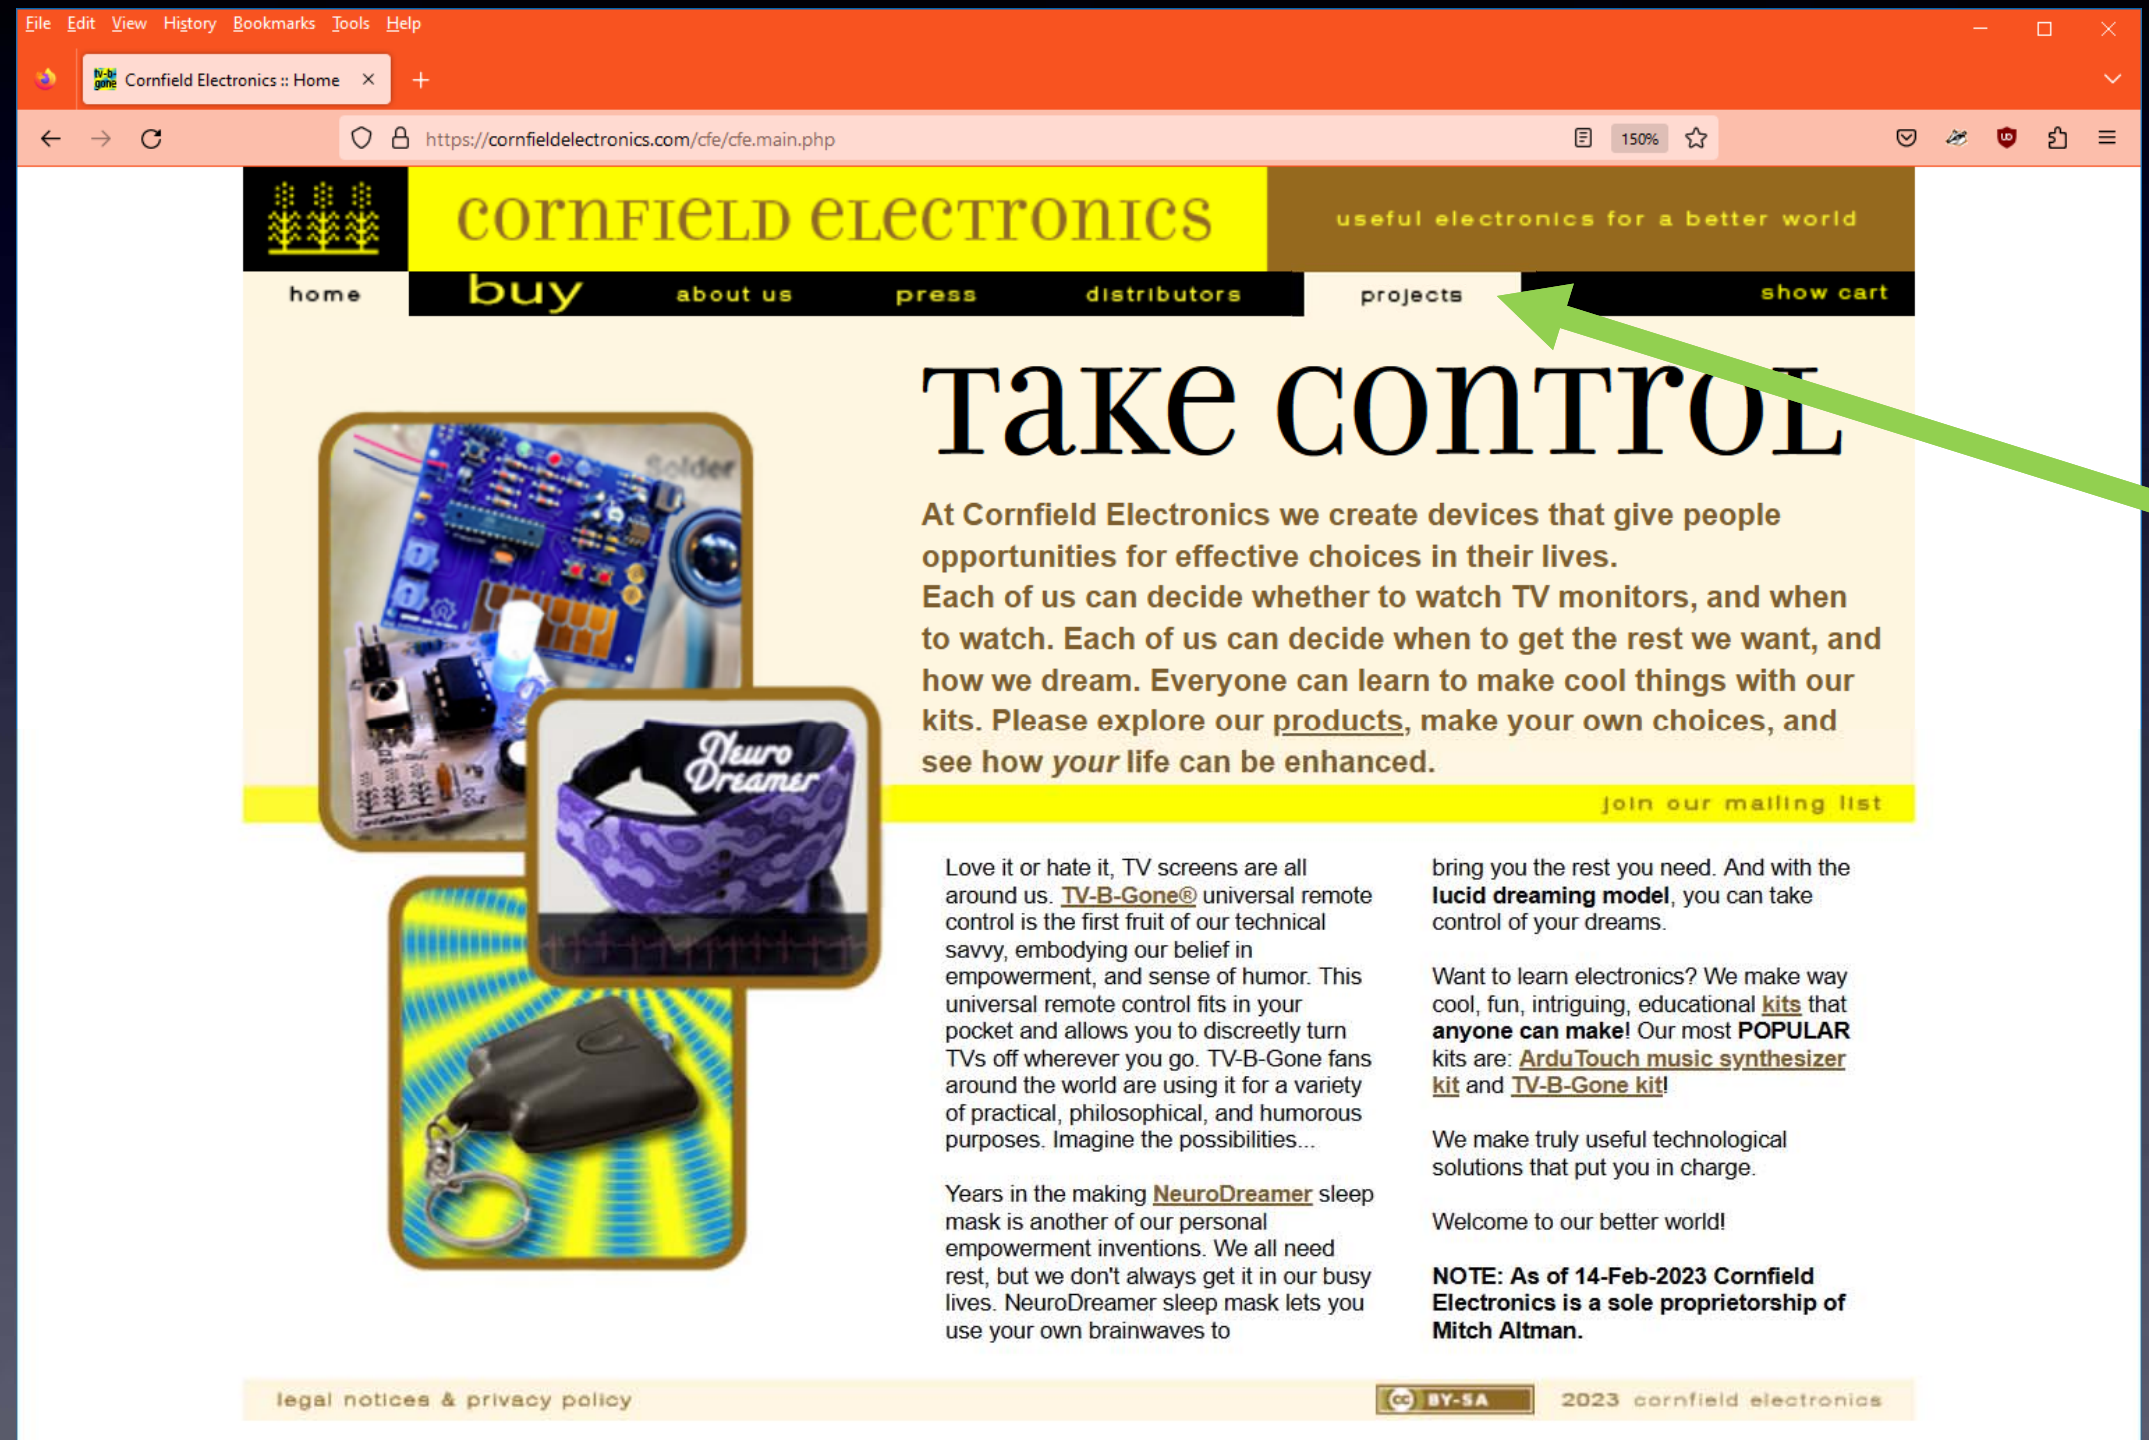 File Edit View History Bookmarks Tools Help
tv-b-gone Cornfield Electronics :: Home
https://cornfieldelectronics.com/cfe/cfe.main.php 150%
cornfield electronics
useful electronics for a better world
home buy about us press distributors projects show cart
Take control
Solder
At Cornfield Electronics we create devices that give people
opportunities for effective choices in their lives.
Each of us can decide whether to watch TV monitors, and when
to watch. Each of us can decide when to get the rest we want, and
how we dream. Everyone can learn to make cool things with our
kits. Please explore our products, make your own choices, and
see how your life can be enhanced.
Neuro
Dreamer
join our mailing list
Love it or hate it, TV screens are all
around us. TV-B-Gone® universal remote
control is the first fruit of our technical
savvy, embodying our belief in
empowerment, and sense of humor. This
universal remote control fits in your
pocket and allows you to discreetly turn
TVs off wherever you go. TV-B-Gone fans
around the world are using it for a variety
of practical, philosophical, and humorous
purposes. Imagine the possibilities...
Years in the making NeuroDreamer sleep
mask is another of our personal
empowerment inventions. We all need
rest, but we don't always get it in our busy
lives. NeuroDreamer sleep mask lets you
use your own brainwaves to
bring you the rest you need. And with the
lucid dreaming model, you can take
control of your dreams.
Want to learn electronics? We make way
cool, fun, intriguing, educational kits that
anyone can make! Our most POPULAR
kits are: ArduTouch music synthesizer
kit and TV-B-Gone kit!
We make truly useful technological
solutions that put you in charge.
Welcome to our better world!
NOTE: As of 14-Feb-2023 Cornfield
Electronics is a sole proprietorship of
Mitch Altman.
legal notices & privacy policy
cc BY-SA
2023 cornfield electronics